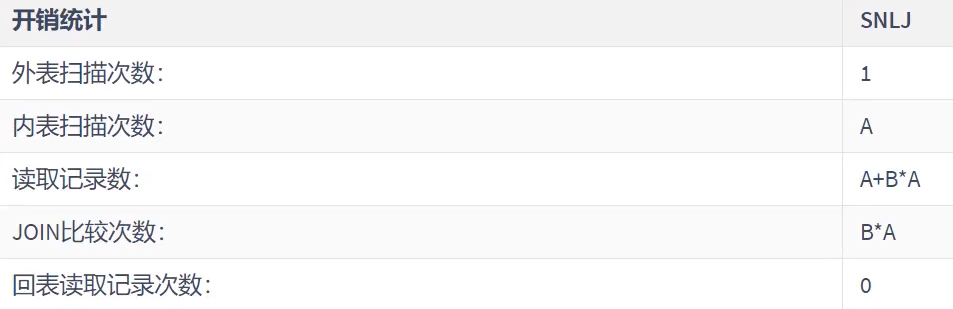 开销统计 SNLJ
外表扫描次数： 1
内表扫描次数： A
读取记录数： A+B*A
JOIN比较次数： B*A
回表读取记录次数： 0